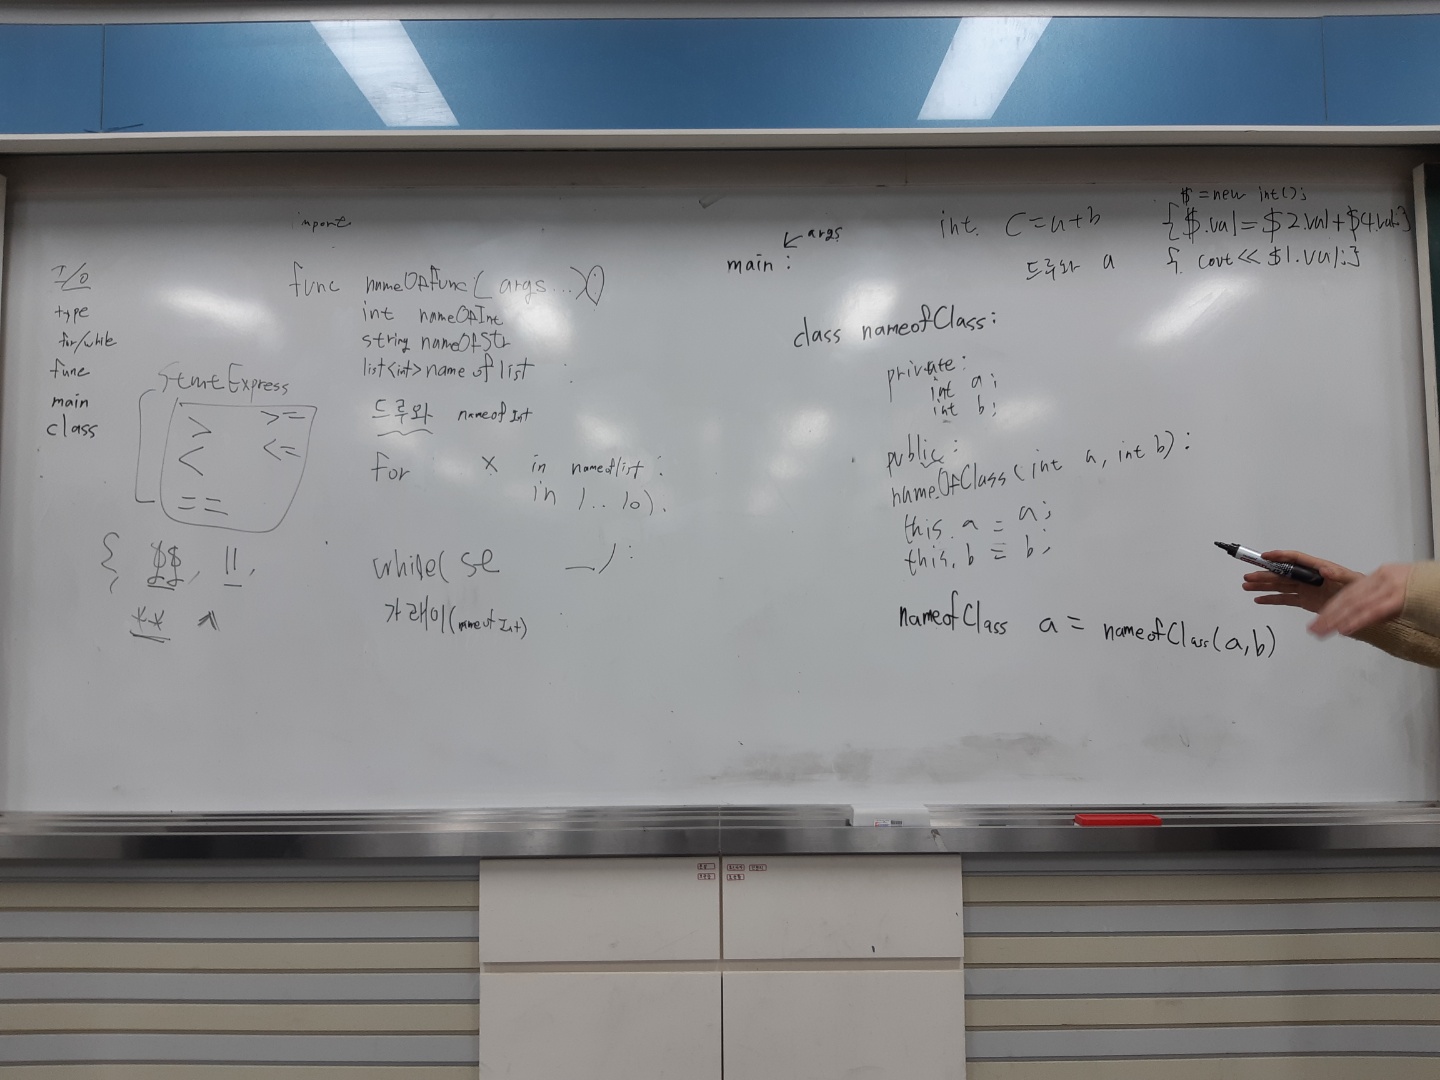 import
I/O
type
for/while
func
main
class
Stmt Express
> >=
< <=
==
{ $$, ||,
** ^
func nameOfFunc( args...):
int nameOfInt
string nameOfStr
list<int> name of list
드루와 nameofInt
for x in nameoflist:
in 1..10).
while( se ):
가래이(nameofInt)
args
main :
int c=a+b
드루와 a
$ = new int();
{$.val = $2.val + $4.val}
{ cout << $1.val;}
class nameofClass:
private:
int a;
int b;
public:
nameOfClass(int a, int b):
this.a = a;
this.b = b;
nameofClass a = nameofClass(a,b)